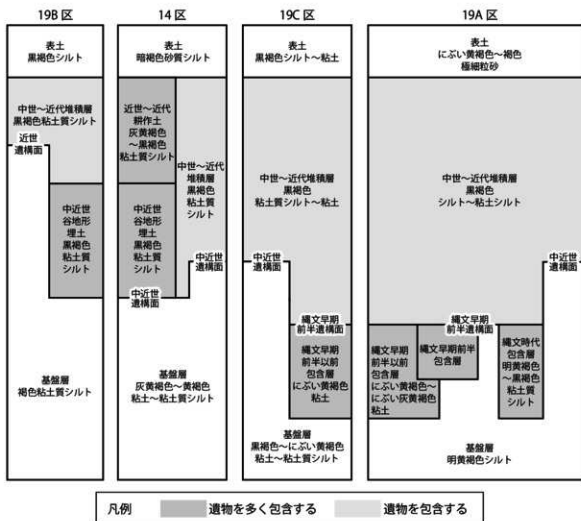 19B 区
表土
黒褐色シルト
中世～近代堆積層
黒褐色粘土質シルト
近世
遺構面
中近世
谷地形
埋土
黒褐色
粘土質
シルト
基盤層
褐色粘土質シルト
14 区
表土
暗褐色砂質シルト
近世～近代
耕作土
灰黄褐色
～黒褐色
粘土質シルト
中世～近代
堆積層
黒褐色
粘土質
シルト
中近世
谷地形
埋土
黒褐色
粘土質
シルト
中近世
遺構面
中近世
遺構面
基盤層
灰黄褐色～黄褐色
粘土～粘土質シルト
19C 区
表土
黒褐色シルト～粘土
中世～近代堆積層
黒褐色
粘土質シルト～粘土
中近世
遺構面
縄文早期
前半遺構面
縄文早期
前半以前
包含層
にぶい黄褐色
粘土
基盤層
黒褐色～にぶい黄褐色
粘土～粘土質シルト
19A 区
表土
にぶい黄褐色～褐色
極細粒砂
中世～近代堆積層
黒褐色
シルト～粘土シルト
中近世
遺構面
縄文早期
前半遺構面
縄文早期
前半以前
包含層
にぶい黄褐色～
にぶい灰黄褐色
粘土
縄文早期前半
包含層
縄文時代
包含層
明黄褐色
～黒褐色
粘土質
シルト
基盤層
明黄褐色シルト
凡例
遺物を多く包含する
遺物を包含する